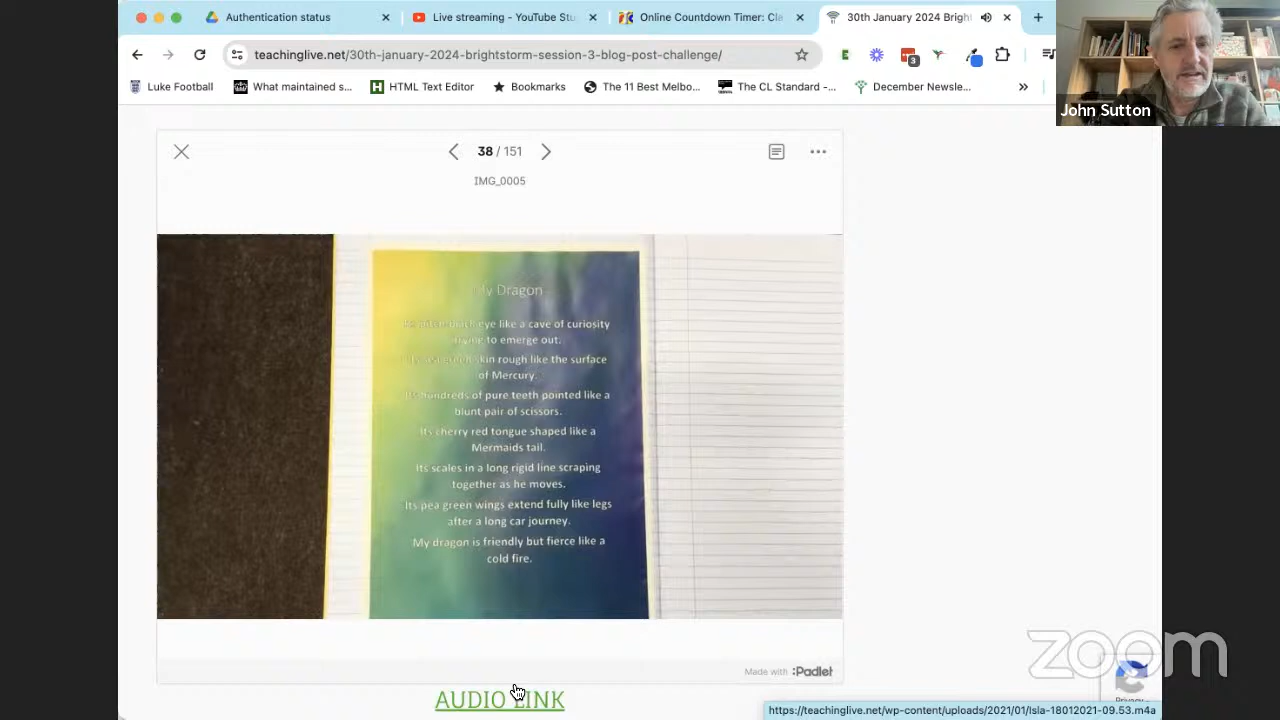 Authentication status
Live streaming - YouTube Stu
Online Countdown Timer: Cle
30th January 2024 Bright
teachinglive.net/30th-january-2024-brightstorm-session-3-blog-post-challenge/
3
Luke Football
What maintained s...
HTML Text Editor
Bookmarks
The 11 Best Melbo...
The CL Standard -...
December Newsle...
»
John Sutton
38 / 151
IMG_0005
My Dragon
eye like a cave of curiosity
trying to emerge out.
skin rough like the surface
of Mercury.
Its hundreds of pure teeth pointed like a
blunt pair of scissors.
Its cherry red tongue shaped like a
Mermaids tail.
Its scales in a long rigid line scraping
together as he moves.
Its pea green wings extend fully like legs
after a long car journey.
My dragon is friendly but fierce like a
cold fire.
Made with :Padlet
AUDIO LINK
zoom
Privacy
https://teachinglive.net/wp-content/uploads/2021/01/Isla-18012021-09.53.m4a